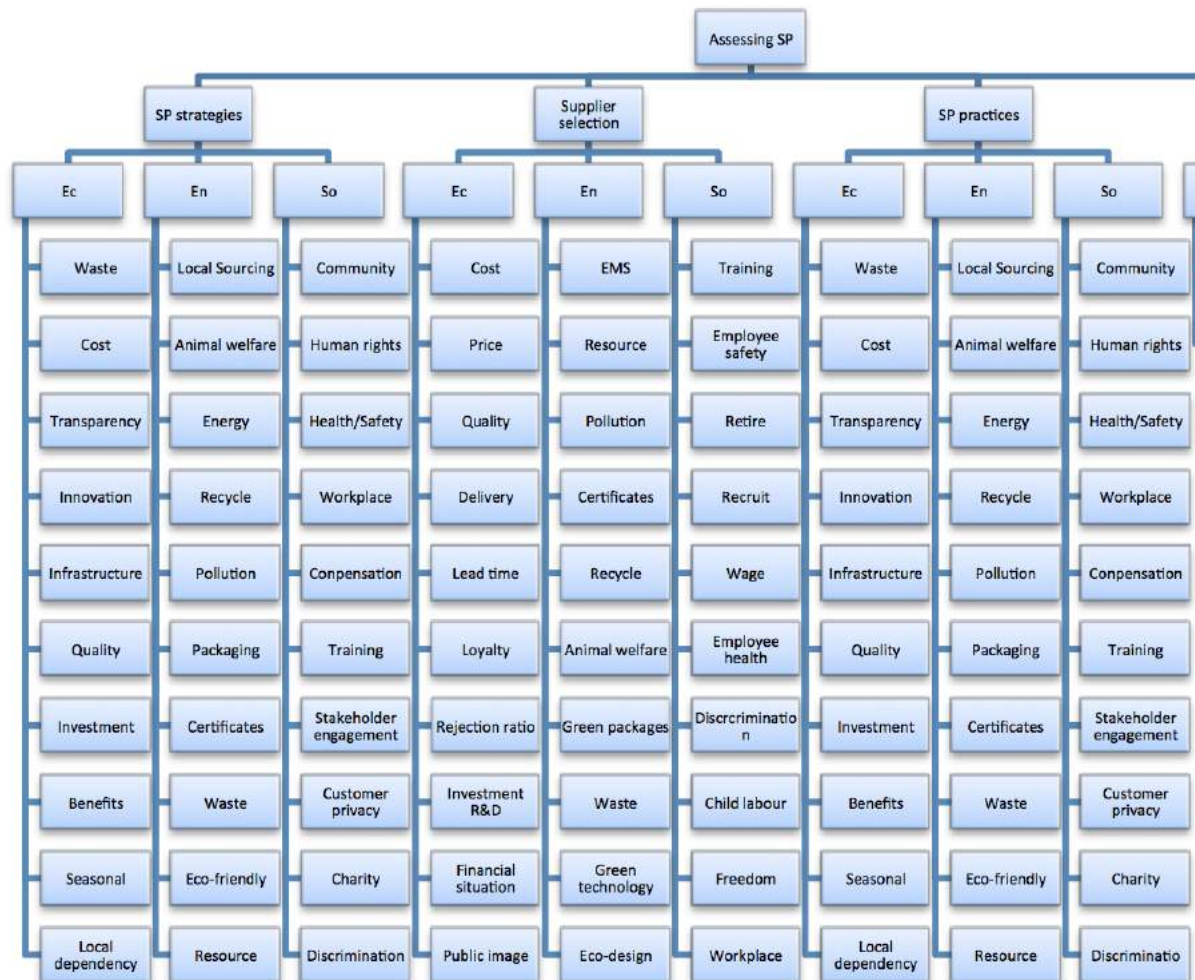 Assessing SP
SP strategies
Supplier
selection
SP practices
Ec
En
So
Ec
En
So
Ec
En
So
Waste
Local Sourcing
Community
Cost
EMS
Training
Waste
Local Sourcing
Community
Cost
Animal welfare
Human rights
Price
Resource
Employee
safety
Cost
Animal welfare
Human rights
Transparency
Energy
Health/Safety
Quality
Pollution
Retire
Transparency
Energy
Health/Safety
Innovation
Recycle
Workplace
Delivery
Certificates
Recruit
Innovation
Recycle
Workplace
Infrastructure
Pollution
Conpensation
Lead time
Recycle
Wage
Infrastructure
Pollution
Conpensation
Quality
Packaging
Training
Loyalty
Animal welfare
Employee
health
Quality
Packaging
Training
Investment
Certificates
Stakeholder
engagement
Rejection ratio
Green packages
Discrcriminatio
n
Investment
Certificates
Stakeholder
engagement
Benefits
Waste
Customer
privacy
Investment
R&D
Waste
Child labour
Benefits
Waste
Customer
privacy
Seasonal
Eco-friendly
Charity
Financial
situation
Green
technology
Freedom
Seasonal
Eco-friendly
Charity
Local
dependency
Resource
Discrimination
Public image
Eco-design
Workplace
Local
dependency
Resource
Discriminatio